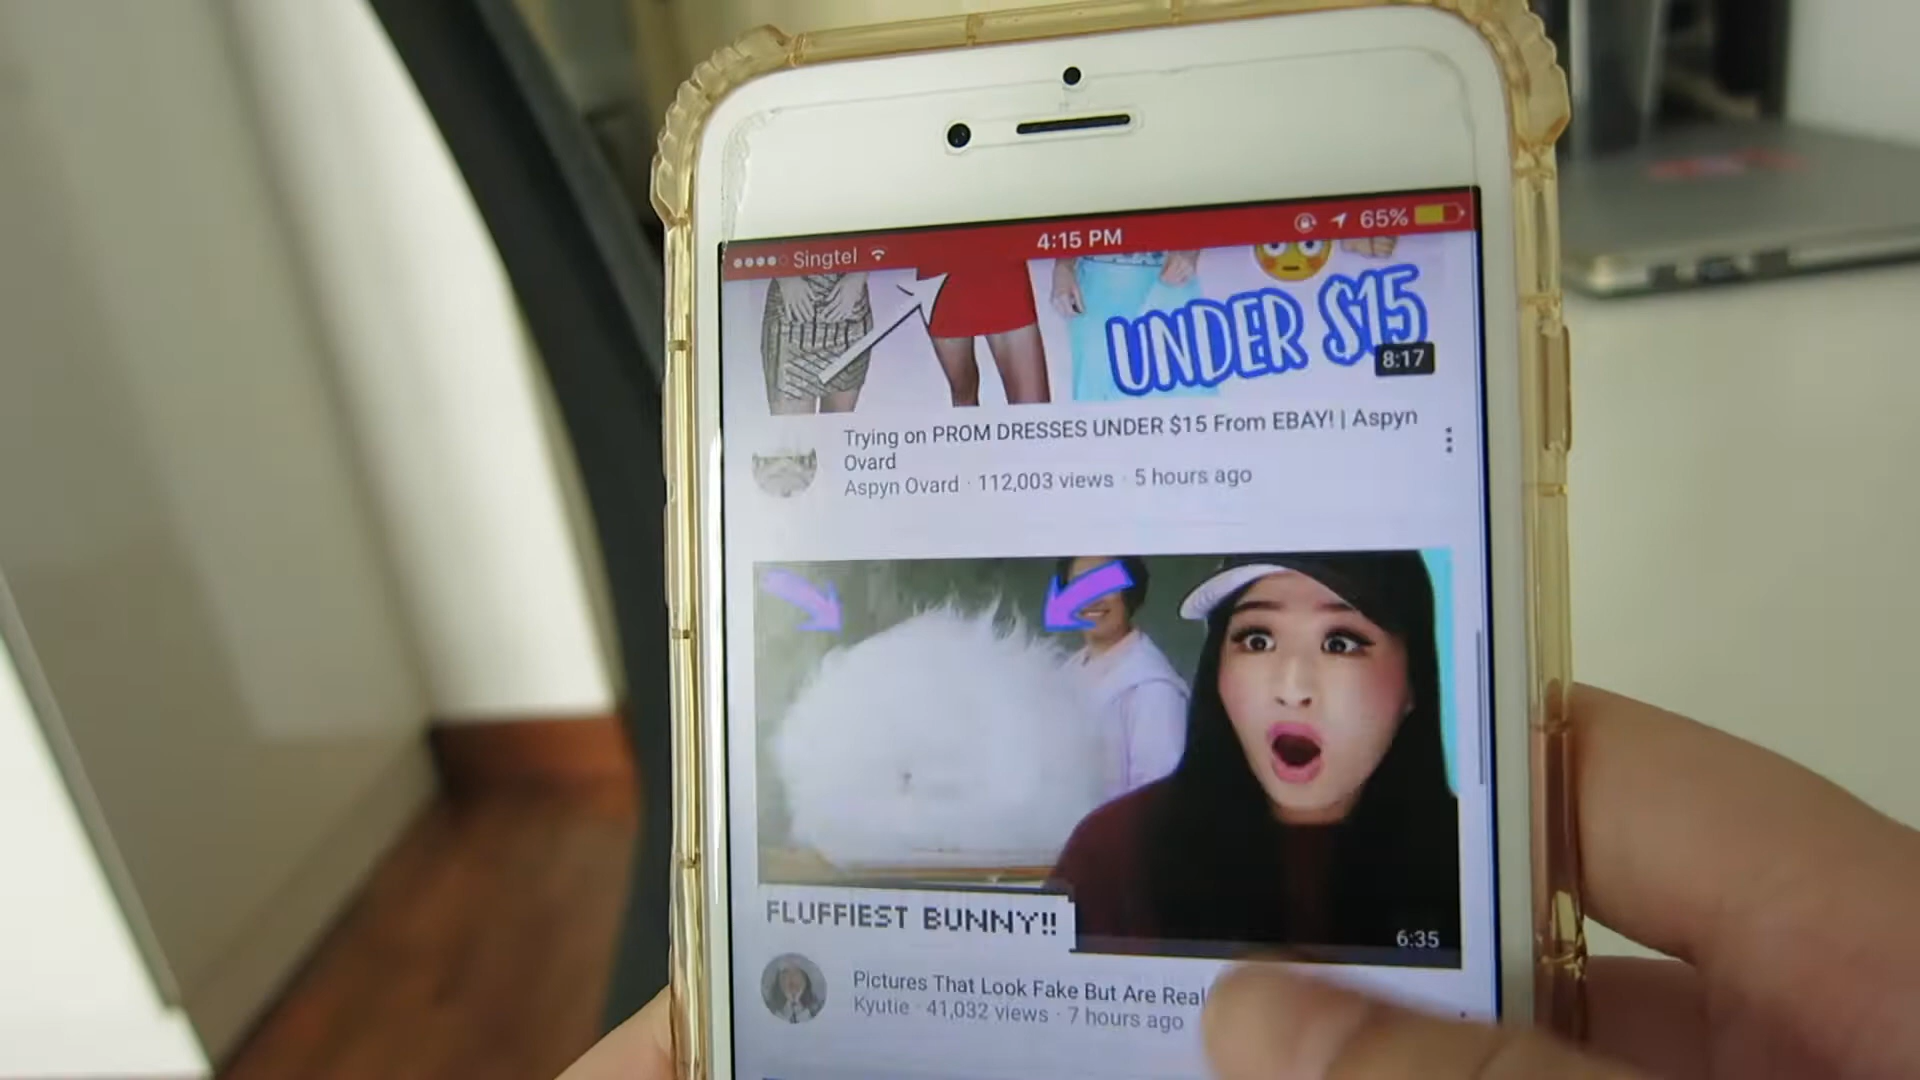 Singtel 4:15 PM 65%
UNDER $15
8:17
Trying on PROM DRESSES UNDER $15 From EBAY! | Aspyn
Ovard
Aspyn Ovard · 112,003 views · 5 hours ago
FLUFFIEST BUNNY!!
6:35
Pictures That Look Fake But Are Real
Kyutie · 41,032 views · 7 hours ago